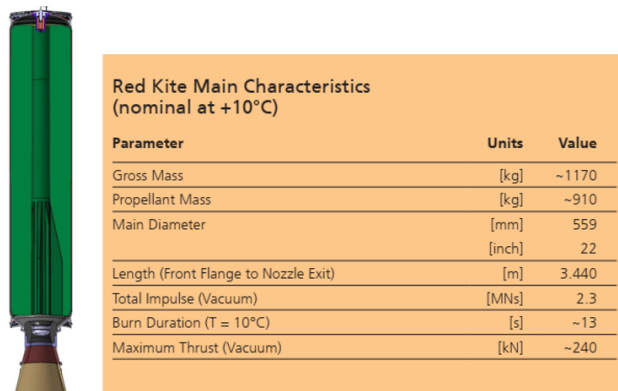 Red Kite Main Characteristics
(nominal at +10°C)
Parameter Units Value
Gross Mass [kg] ~1170
Propellant Mass [kg] ~910
Main Diameter [mm] 559
[inch] 22
Length (Front Flange to Nozzle Exit) [m] 3.440
Total Impulse (Vacuum) [MNs] 2.3
Burn Duration (T = 10°C) [s] ~13
Maximum Thrust (Vacuum) [kN] ~240